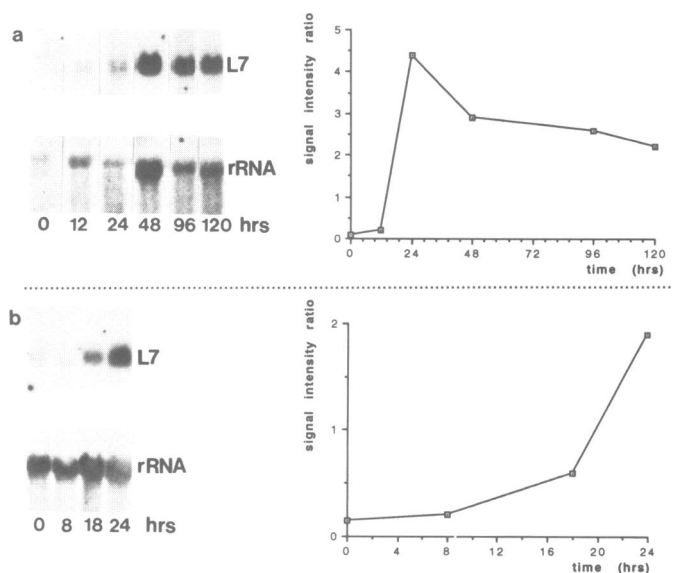 a
L7
rRNA
0 12 24 48 96 120 hrs
signal intensity ratio
5
4
3
2
1
0
0 24 48 72 96 120
time (hrs)
b
L7
rRNA
0 8 18 24 hrs
signal intensity ratio
2
1
0
0 4 8 12 16 20 24
time (hrs)